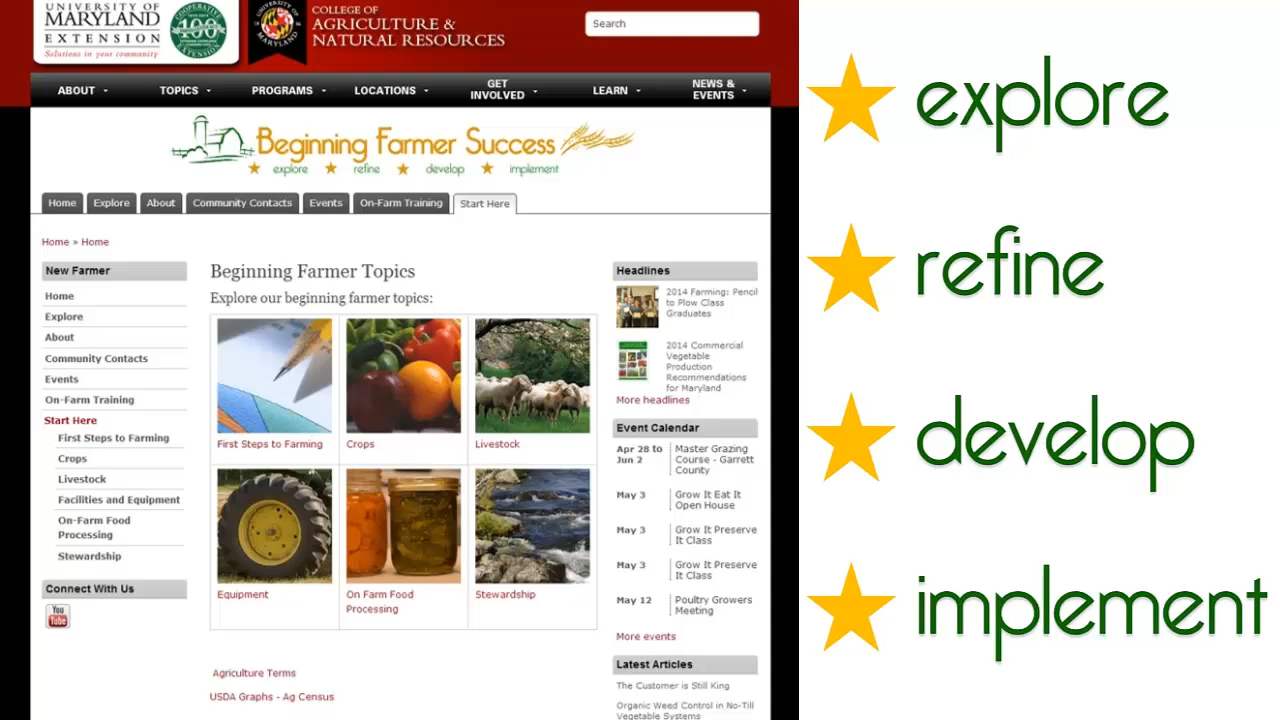 UNIVERSITY OF
MARYLAND
EXTENSION
Solutions in your community
COOPERATIVE
100
EXTENSION
COLLEGE OF
AGRICULTURE &
NATURAL RESOURCES
Search
ABOUT
TOPICS
PROGRAMS
LOCATIONS
GET
INVOLVED
LEARN
NEWS &
EVENTS
Beginning Farmer Success
explore refine develop implement
Home
Explore
About
Community Contacts
Events
On-Farm Training
Start Here
Home » Home
New Farmer
Home
Explore
About
Community Contacts
Events
On-Farm Training
Start Here
First Steps to Farming
Crops
Livestock
Facilities and Equipment
On-Farm Food
Processing
Stewardship
Connect With Us
You
Tube
Beginning Farmer Topics
Explore our beginning farmer topics:
First Steps to Farming
Crops
Livestock
Equipment
On Farm Food
Processing
Stewardship
Agriculture Terms
USDA Graphs - Ag Census
Headlines
2014 Farming: Pencil
to Plow Class
Graduates
2014 Commercial
Vegetable
Production
Recommendations
for Maryland
More headlines
Event Calendar
Apr 28 to
Jun 2
Master Grazing
Course - Garrett
County
May 3
Grow It Eat It
Open House
May 3
Grow It Preserve
It Class
May 3
Grow It Preserve
It Class
May 12
Poultry Growers
Meeting
More events
Latest Articles
The Customer is Still King
Organic Weed Control in No-Till
Vegetable Systems
explore
refine
develop
implement